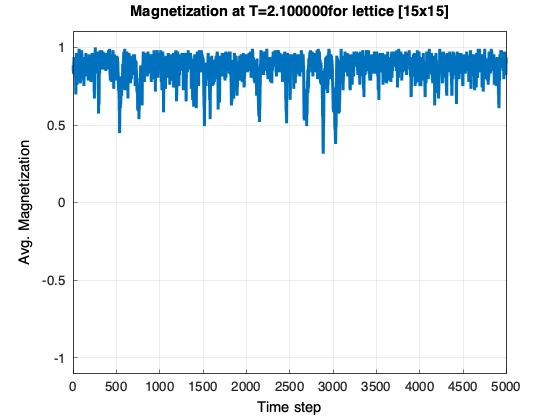 Magnetization at T=2.100000for lattice [15x15]
1
0.5
0
-0.5
-1
Avg. Magnetization
0 500 1000 1500 2000 2500 3000 3500 4000 4500 5000
Time step